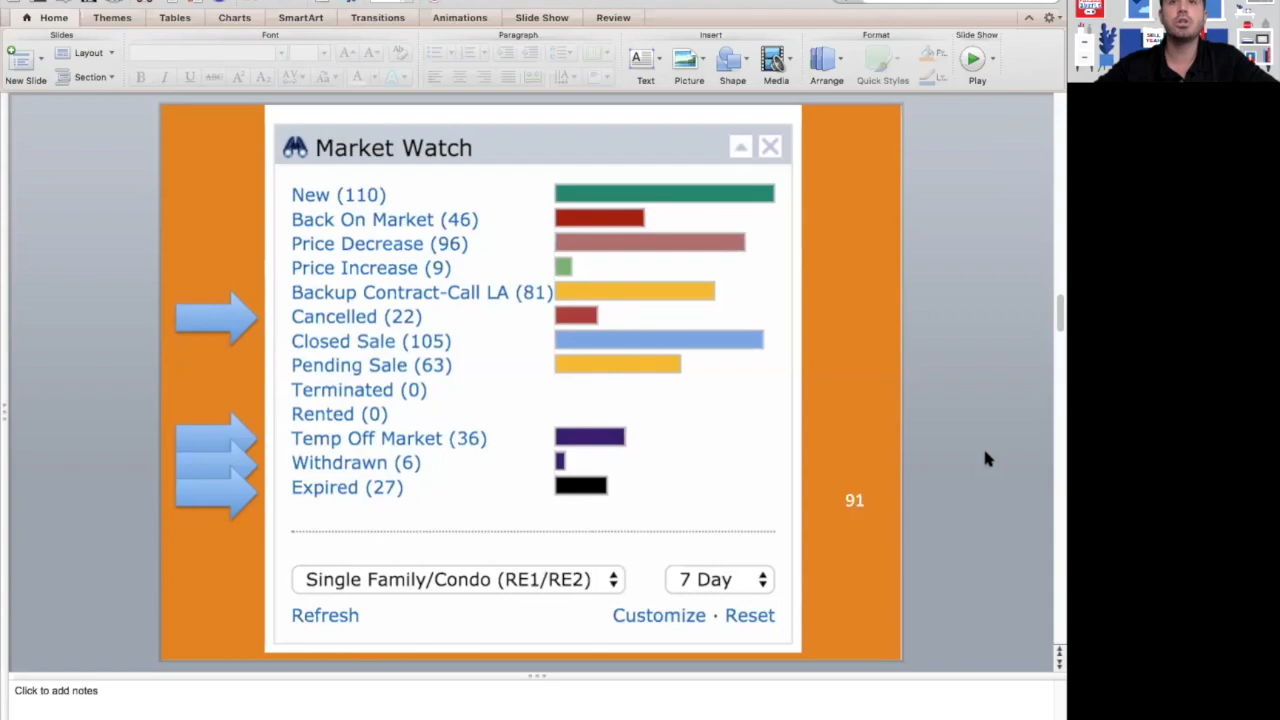 Home Themes Tables Charts SmartArt Transitions Animations Slide Show Review
Slides Font Paragraph Insert Format Slide Show
New Slide Layout Section Text Picture Shape Media Arrange Quick Styles Play
Market Watch
New (110)
Back On Market (46)
Price Decrease (96)
Price Increase (9)
Backup Contract-Call LA (81)
Cancelled (22)
Closed Sale (105)
Pending Sale (63)
Terminated (0)
Rented (0)
Temp Off Market (36)
Withdrawn (6)
Expired (27)
91
Single Family/Condo (RE1/RE2) 7 Day
Refresh Customize · Reset
Click to add notes